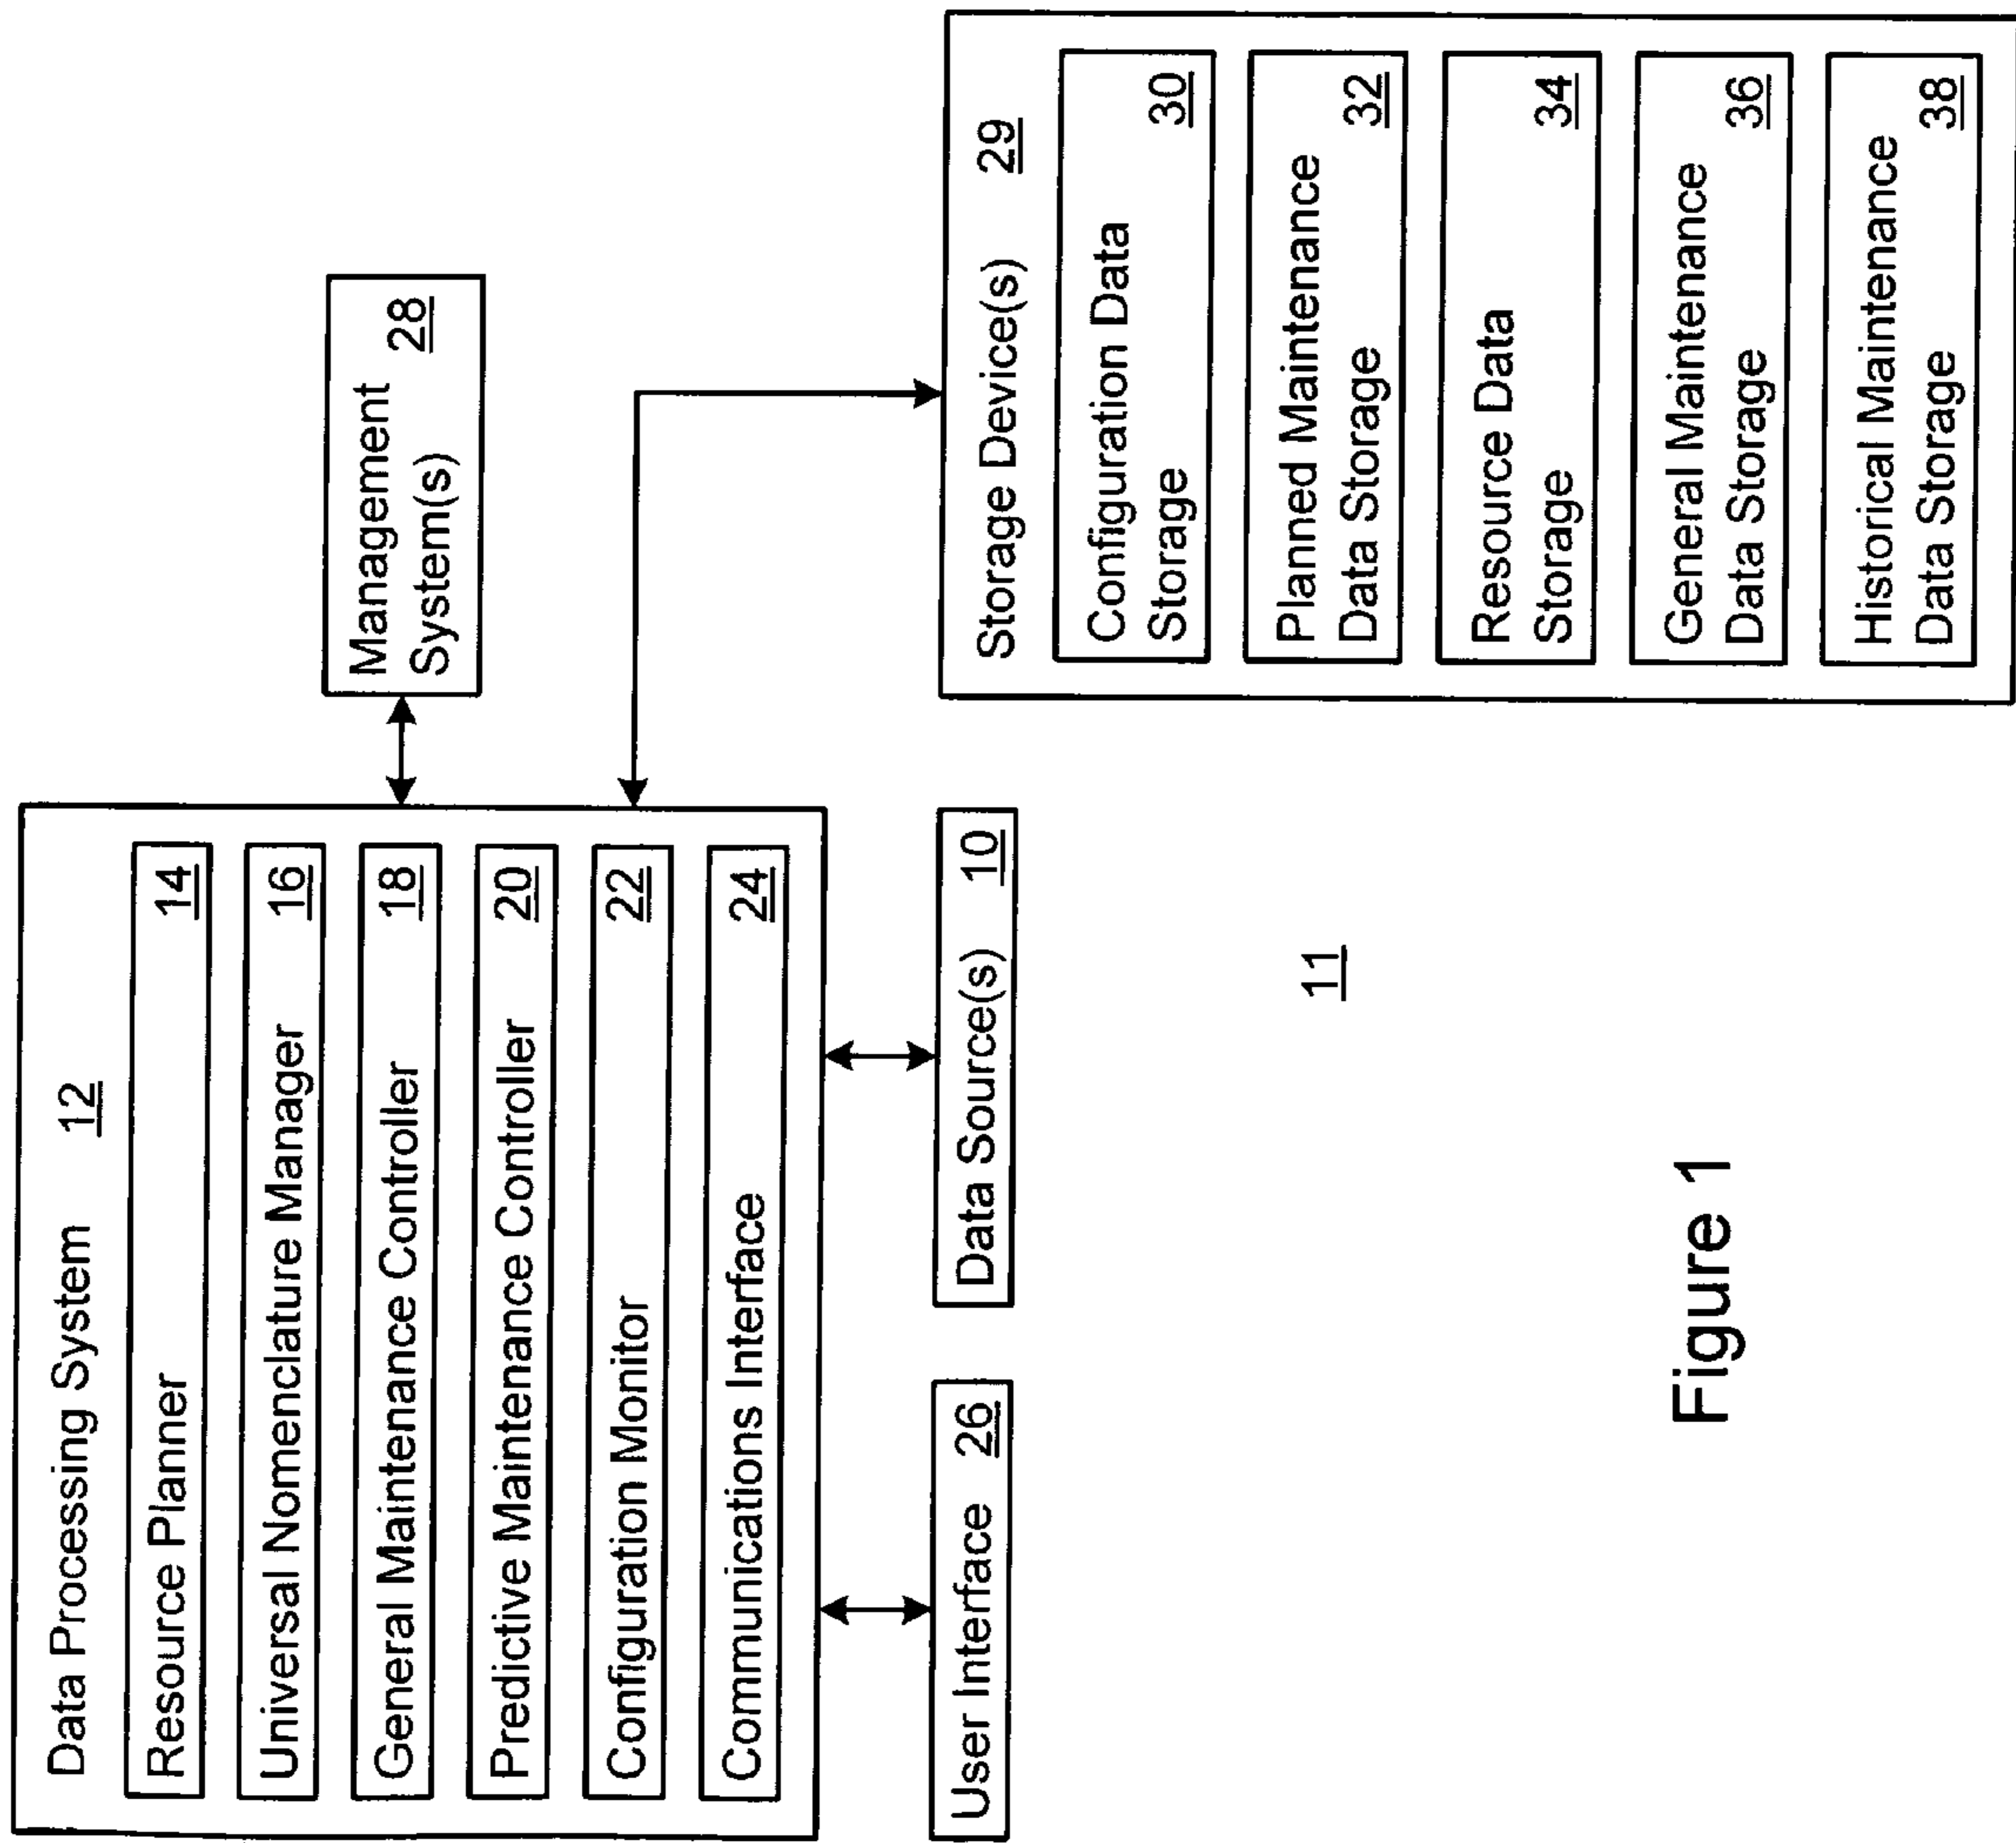 Data Processing System 12
Resource Planner 14
Universal Nomenclature Manager 16
General Maintenance Controller 18
Predictive Maintenance Controller 20
Configuration Monitor 22
Communications Interface 24
User Interface 26
Data Source(s) 10
Management
System(s) 28
Storage Device(s) 29
Configuration Data
Storage 30
Planned Maintenance
Data Storage 32
Resource Data
Storage 34
General Maintenance
Data Storage 36
Historical Maintenance
Data Storage 38
11
Figure 1